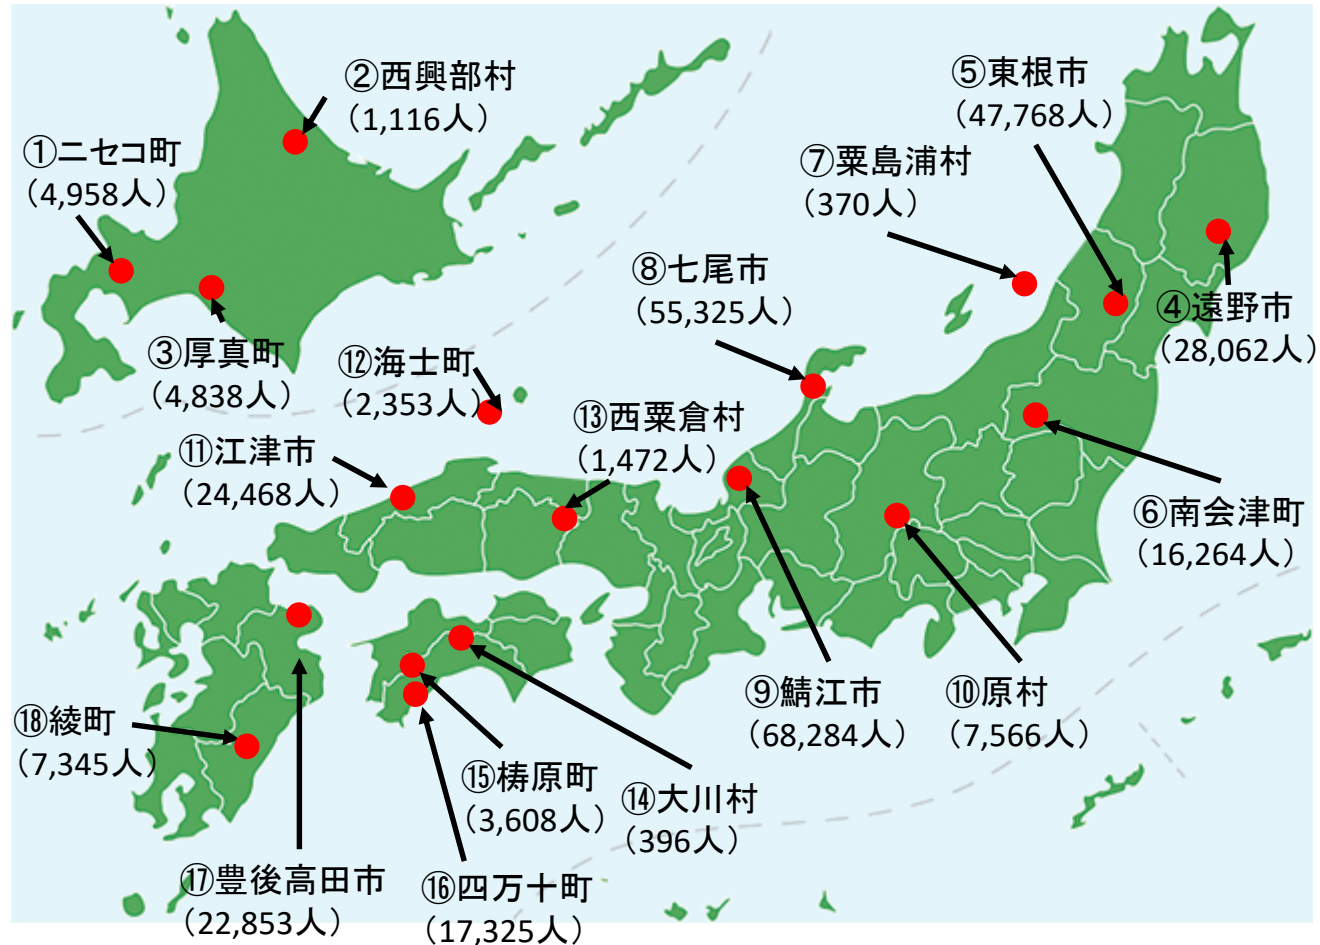 ①ニセコ町
（4,958人）
②西興部村
（1,116人）
③厚真町
（4,838人）
④遠野市
（28,062人）
⑤東根市
（47,768人）
⑥南会津町
（16,264人）
⑦粟島浦村
（370人）
⑧七尾市
（55,325人）
⑨鯖江市
（68,284人）
⑩原村
（7,566人）
⑪江津市
（24,468人）
⑫海士町
（2,353人）
⑬西粟倉村
（1,472人）
⑭大川村
（396人）
⑮梼原町
（3,608人）
⑯四万十町
（17,325人）
⑰豊後高田市
（22,853人）
⑱綾町
（7,345人）